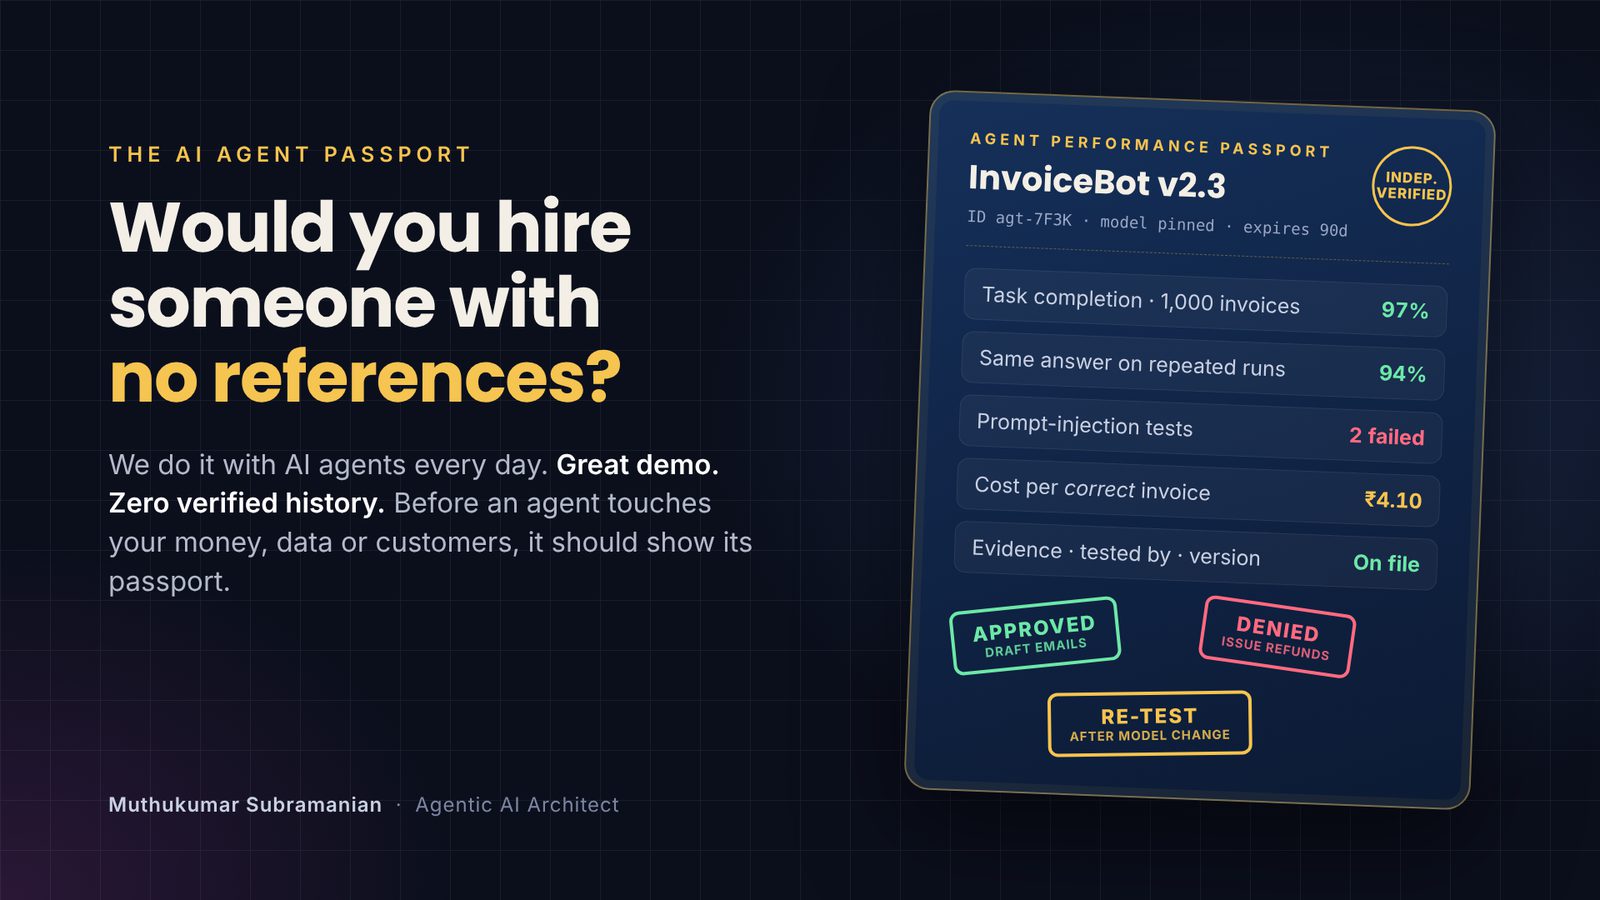 THE AI AGENT PASSPORT
Would you hire
someone with
no references?
We do it with AI agents every day. Great demo.
Zero verified history. Before an agent touches
your money, data or customers, it should show its
passport.
Muthukumar Subramanian · Agentic AI Architect
AGENT PERFORMANCE PASSPORT
InvoiceBot v2.3
ID agt-7F3K · model pinned · expires 90d
INDEP.
VERIFIED
Task completion · 1,000 invoices 97%
Same answer on repeated runs 94%
Prompt-injection tests 2 failed
Cost per correct invoice ₹4.10
Evidence · tested by · version On file
APPROVED
DRAFT EMAILS
DENIED
ISSUE REFUNDS
RE-TEST
AFTER MODEL CHANGE